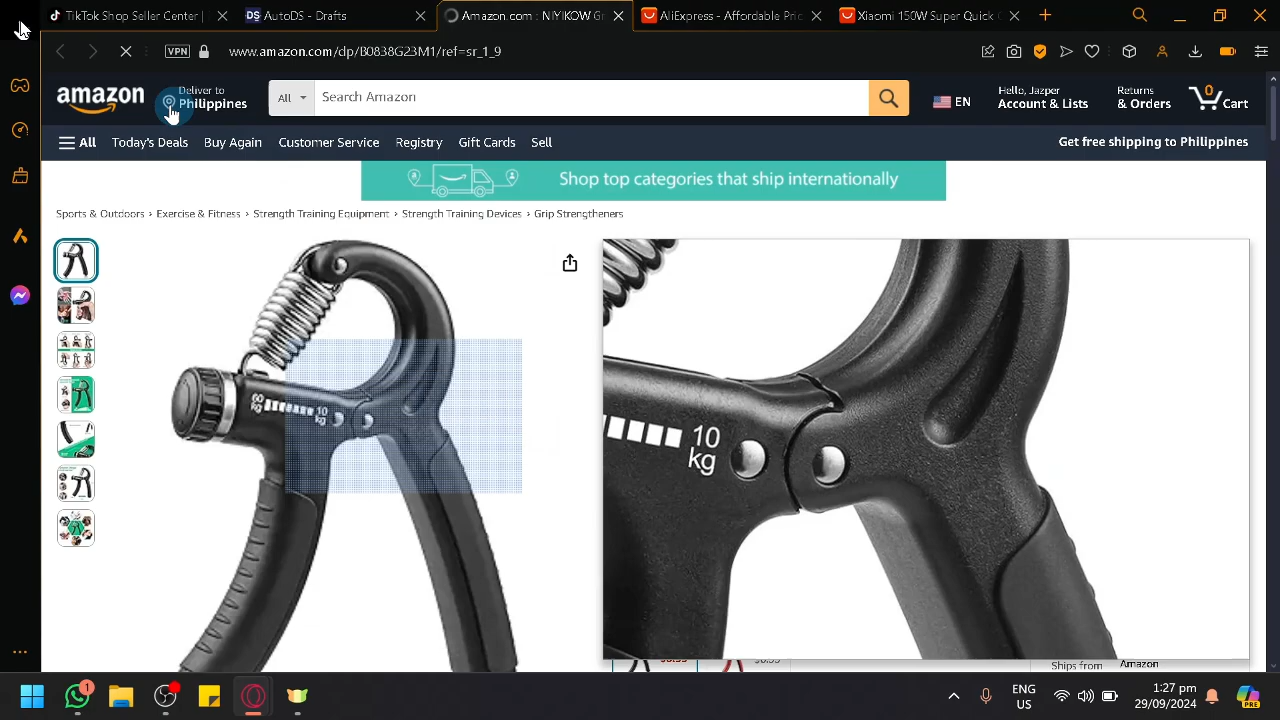 TikTok Shop Seller Center
AutoDS - Drafts
Amazon.com : NIYIKOW Gr
AliExpress - Affordable Pric
Xiaomi 150W Super Quick C
VPN
www.amazon.com/dp/B0838G23M1/ref=sr_1_9
amazon
Deliver to
Philippines
All
Search Amazon
EN
Hello, Jasper
Account & Lists
Returns
& Orders
0
Cart
All
Today's Deals
Buy Again
Customer Service
Registry
Gift Cards
Sell
Get free shipping to Philippines
Shop top categories that ship internationally
Sports & Outdoors › Exercise & Fitness › Strength Training Equipment › Strength Training Devices › Grip Strengtheners
60
kg
10
kg
10
kg
Ships from
Amazon
1
ENG
US
1:27 pm
29/09/2024
PRE